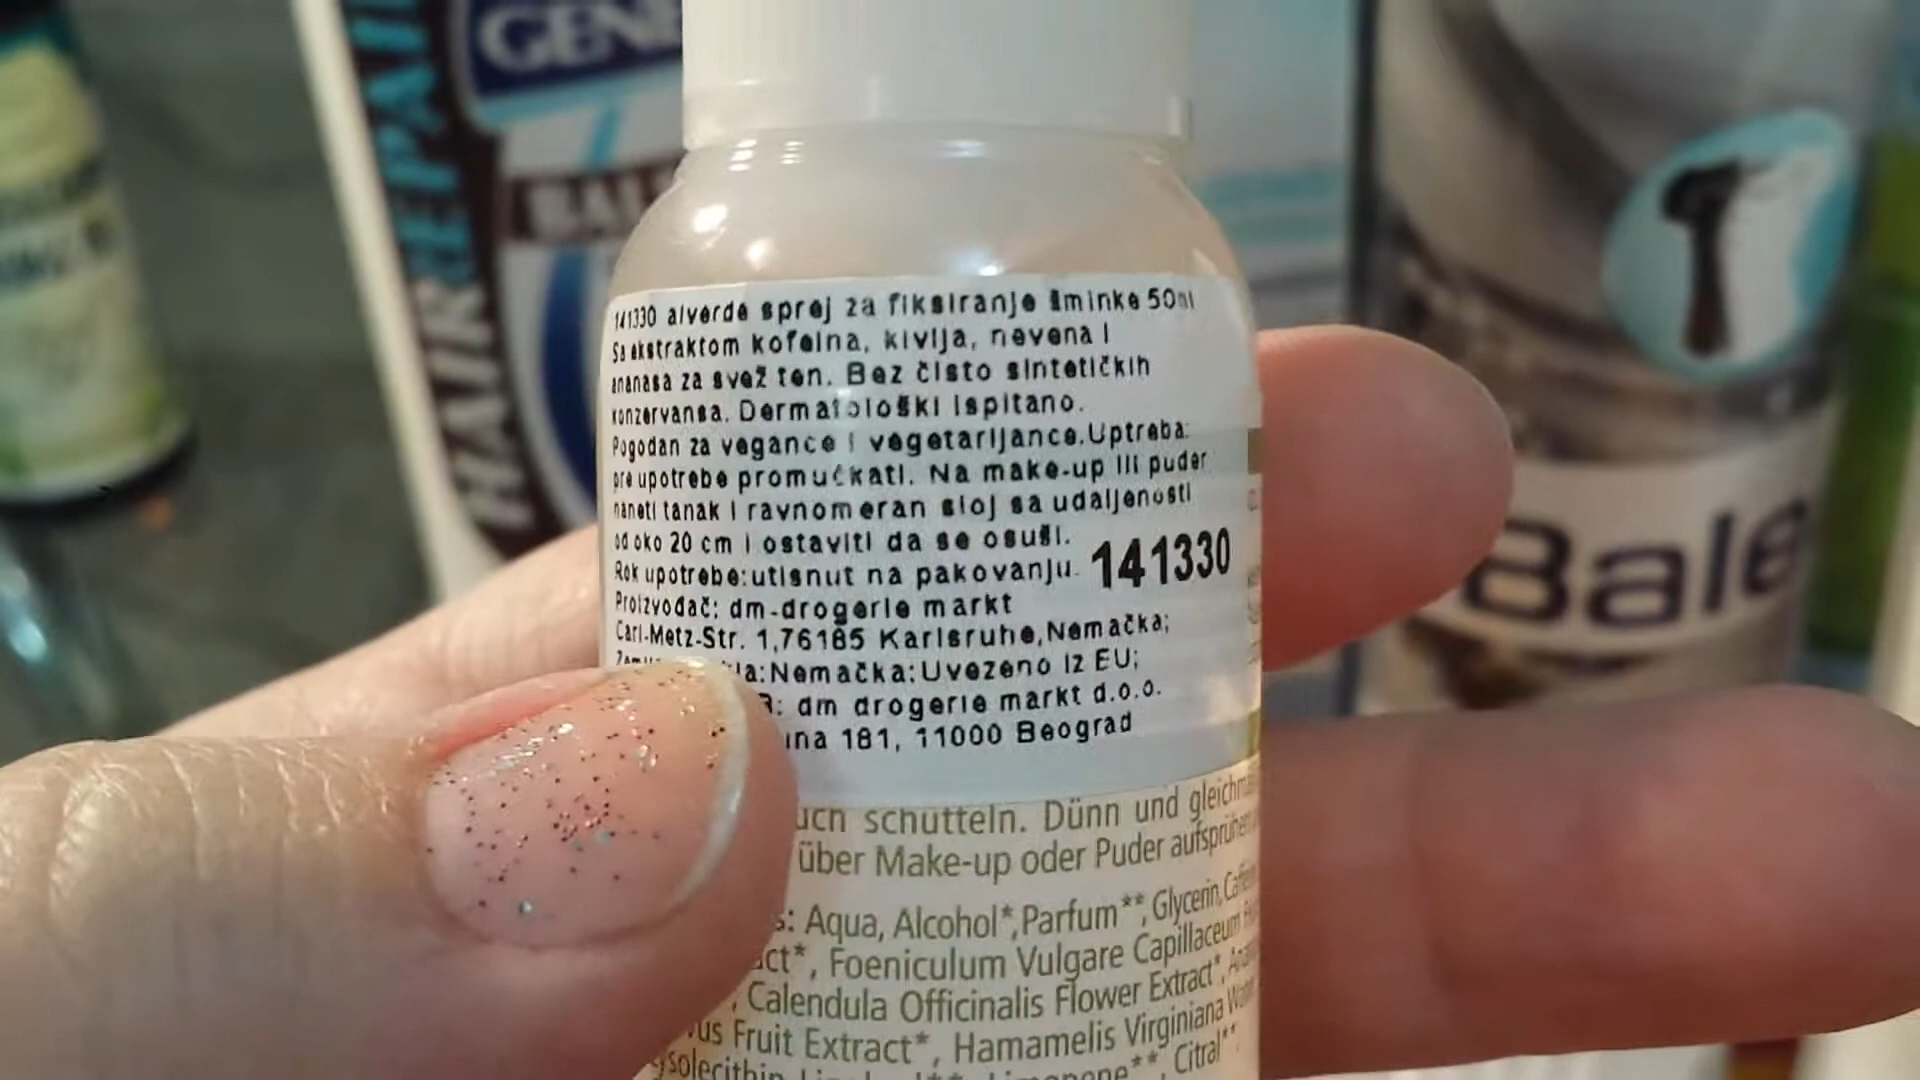 GENE
HAIR REPAIR
141330 alverde sprej za fiksiranje šminke 50ml
Sa ekstraktom kofeina, kivija, nevena i
ananasa za svež ten. Bez čisto sintetičkih
konzervansa. Dermatološki ispitano.
Pogodan za vegance i vegetarijance.Uptreba:
pre upotrebe promućkati. Na make-up ili puder
naneti tanak i ravnomeran sloj sa udaljenosti
od oko 20 cm i ostaviti da se osuši.
Rok upotrebe:utisnut na pakovanju.
141330
Proizvođač: dm-drogerie markt
Carl-Metz-Str. 1,76185 Karlsruhe,Nemačka;
Nemačka;Uvezeno iz EU;
dm drogerie markt d.o.o.
181, 11000 Beograd
schütteln. Dünn und
über Make-up oder Puder aufsprühen
Aqua, Alcohol*,Parfum**, Glycerin,
Foeniculum Vulgare Capillaceum
Calendula Officinalis Flower Extract*,
Fruit Extract*, Hamamelis Virginiana
Citral**
Bale